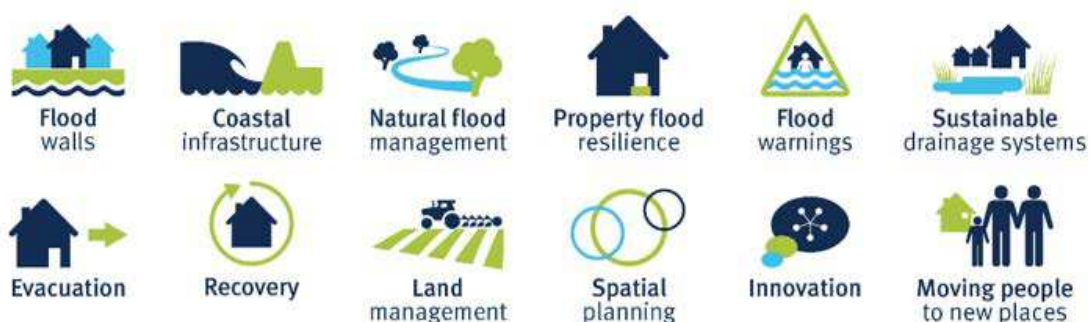 Flood
walls
Coastal
infrastructure
Natural flood
management
Property flood
resilience
Flood
warnings
Sustainable
drainage systems
Evacuation
Recovery
Land
management
Spatial
planning
Innovation
Moving people
to new places